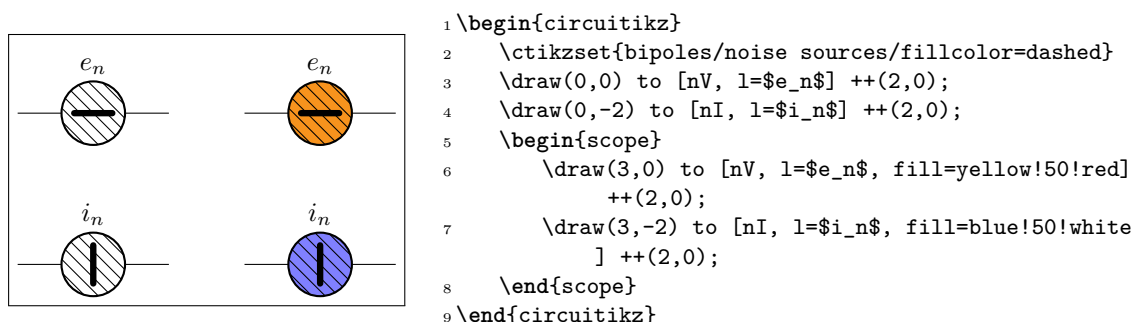 e_n e_n
i_n i_n
1 \begin{circuitikz}
2 \ctikzset{bipoles/noise sources/fillcolor=dashed}
3 \draw(0,0) to [nV, l=$e_n$] ++(2,0);
4 \draw(0,-2) to [nI, l=$i_n$] ++(2,0);
5 \begin{scope}
6 \draw(3,0) to [nV, l=$e_n$, fill=yellow!50!red]
++(2,0);
7 \draw(3,-2) to [nI, l=$i_n$, fill=blue!50!white
] ++(2,0);
8 \end{scope}
9 \end{circuitikz}